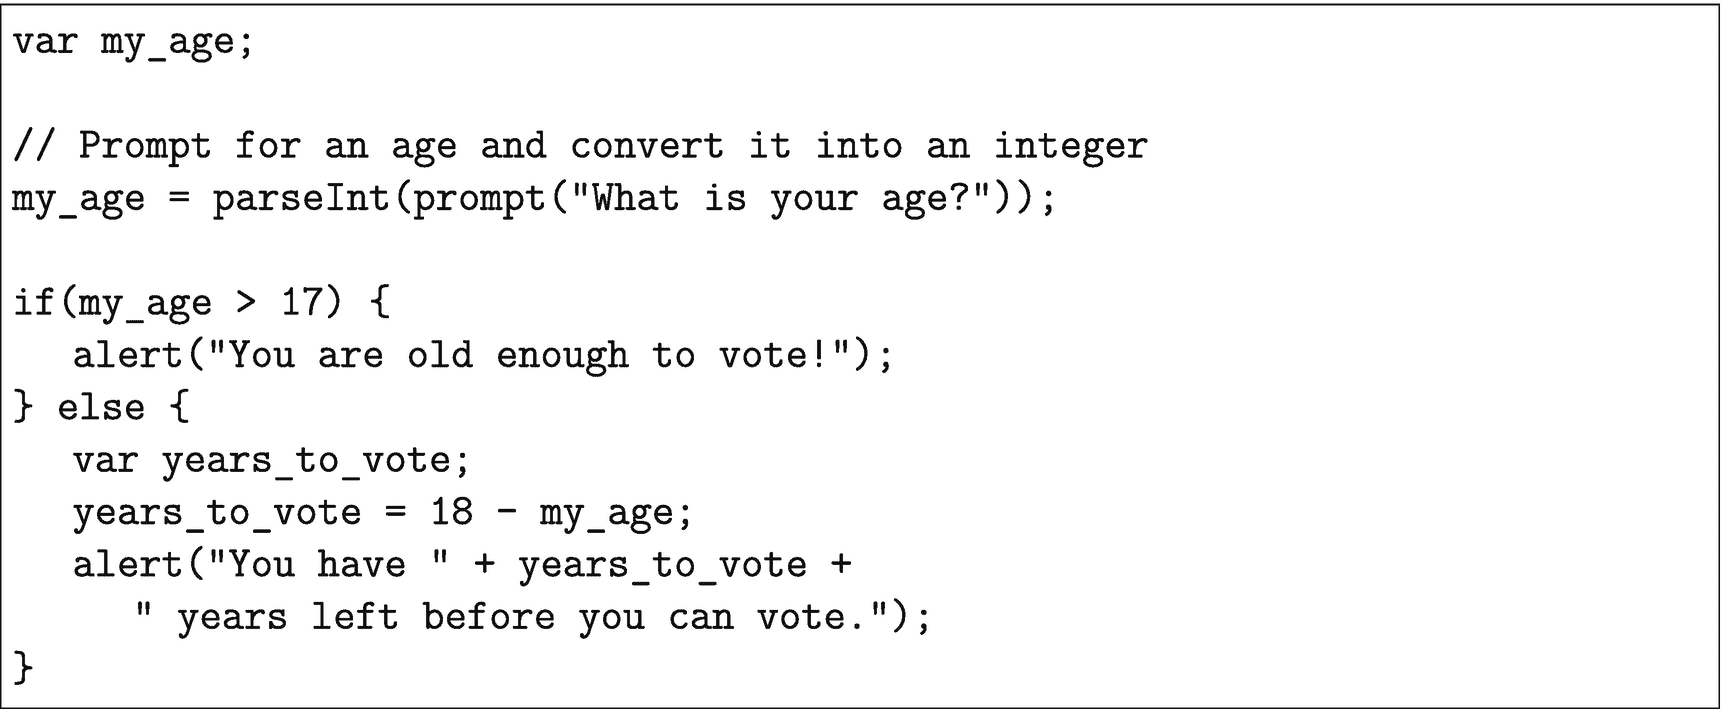 var my_age;

// Prompt for an age and convert it into an integer
my_age = parseInt(prompt("What is your age?"));

if(my_age > 17) {
   alert("You are old enough to vote!");
} else {
   var years_to_vote;
   years_to_vote = 18 - my_age;
   alert("You have " + years_to_vote +
      " years left before you can vote.");
}